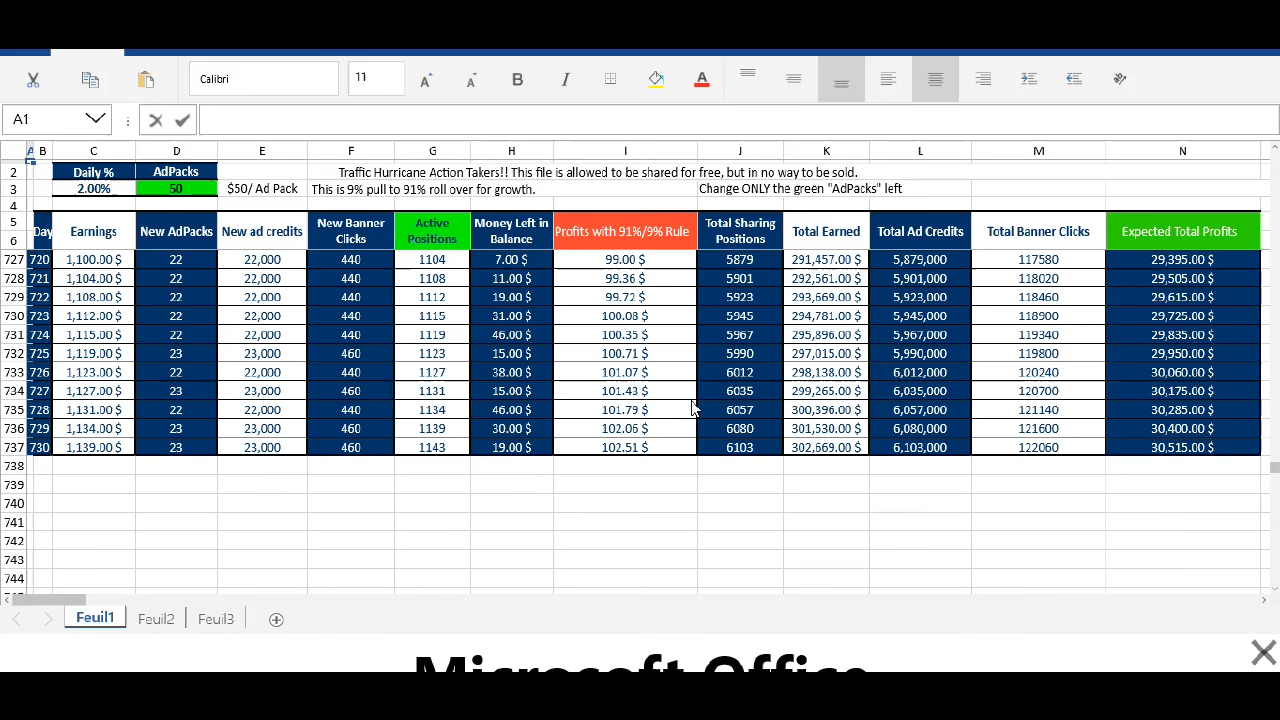 Calibri 11 B I A
A1
A B C D E F G H I J K L M N
2 Daily % AdPacks Traffic Hurricane Action Takers!! This file is allowed to be shared for free, but in no way to be sold.
3 2.00% 50 $50/ Ad Pack This is 9% pull to 91% roll over for growth. Change ONLY the green "AdPacks" left
4
5 6 Day Earnings New AdPacks New ad credits New Banner Clicks Active Positions Money Left in Balance Profits with 91%/9% Rule Total Sharing Positions Total Earned Total Ad Credits Total Banner Clicks Expected Total Profits
727 720 1,100.00 $ 22 22,000 440 1104 7.00 $ 99.00 $ 5879 291,457.00 $ 5,879,000 117580 29,395.00 $
728 721 1,104.00 $ 22 22,000 440 1108 11.00 $ 99.36 $ 5901 292,561.00 $ 5,901,000 118020 29,505.00 $
729 722 1,108.00 $ 22 22,000 440 1112 19.00 $ 99.72 $ 5923 293,669.00 $ 5,923,000 118460 29,615.00 $
730 723 1,112.00 $ 22 22,000 440 1115 31.00 $ 100.08 $ 5945 294,781.00 $ 5,945,000 118900 29,725.00 $
731 724 1,115.00 $ 22 22,000 440 1119 46.00 $ 100.35 $ 5967 295,896.00 $ 5,967,000 119340 29,835.00 $
732 725 1,119.00 $ 23 23,000 460 1123 15.00 $ 100.71 $ 5990 297,015.00 $ 5,990,000 119800 29,950.00 $
733 726 1,123.00 $ 22 22,000 440 1127 38.00 $ 101.07 $ 6012 298,138.00 $ 6,012,000 120240 30,060.00 $
734 727 1,127.00 $ 23 23,000 460 1131 15.00 $ 101.43 $ 6035 299,265.00 $ 6,035,000 120700 30,175.00 $
735 728 1,131.00 $ 22 22,000 440 1134 46.00 $ 101.79 $ 6057 300,396.00 $ 6,057,000 121140 30,285.00 $
736 729 1,134.00 $ 23 23,000 460 1139 30.00 $ 102.06 $ 6080 301,530.00 $ 6,080,000 121600 30,400.00 $
737 730 1,139.00 $ 23 23,000 460 1143 19.00 $ 102.51 $ 6103 302,669.00 $ 6,103,000 122060 30,515.00 $
738
739
740
741
742
743
744
Feuil1 Feuil2 Feuil3
Microsoft Office